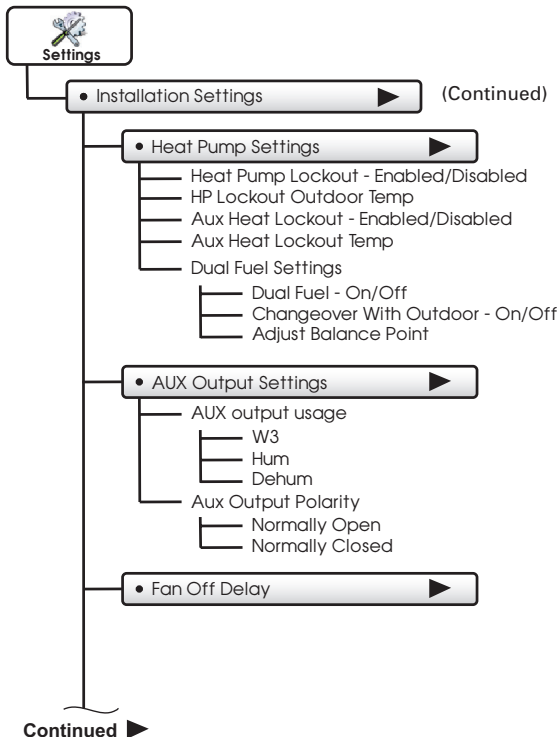 Settings
• Installation Settings
(Continued)
• Heat Pump Settings
Heat Pump Lockout - Enabled/Disabled
HP Lockout Outdoor Temp
Aux Heat Lockout - Enabled/Disabled
Aux Heat Lockout Temp
Dual Fuel Settings
Dual Fuel - On/Off
Changeover With Outdoor - On/Off
Adjust Balance Point
• AUX Output Settings
AUX output usage
W3
Hum
Dehum
Aux Output Polarity
Normally Open
Normally Closed
• Fan Off Delay
Continued